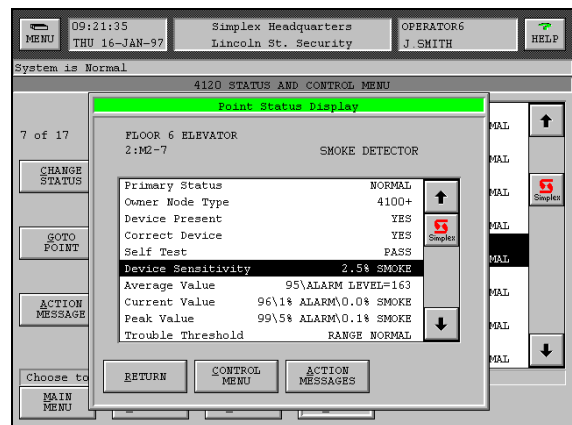 MENU
09:21:35
THU 16-JAN-97
Simplex Headquarters
Lincoln St. Security
OPERATOR6
J.SMITH
HELP
System is Normal
4120 STATUS AND CONTROL MENU
Point Status Display
7 of 17
FLOOR 6 ELEVATOR
2:M2-7 SMOKE DETECTOR
MAL
MAL
MAL
MAL
MAL
MAL
MAL
MAL
CHANGE
STATUS
GOTO
POINT
ACTION
MESSAGE
Primary Status NORMAL
Owner Node Type 4100+
Device Present YES
Correct Device YES
Self Test PASS
Device Sensitivity 2.5% SMOKE
Average Value 95\ALARM LEVEL=163
Current Value 96\1% ALARM\0.0% SMOKE
Peak Value 99\5% ALARM\0.1% SMOKE
Trouble Threshold RANGE NORMAL
Simplex
Simplex
RETURN
CONTROL
MENU
ACTION
MESSAGES
Choose to
MAIN
MENU